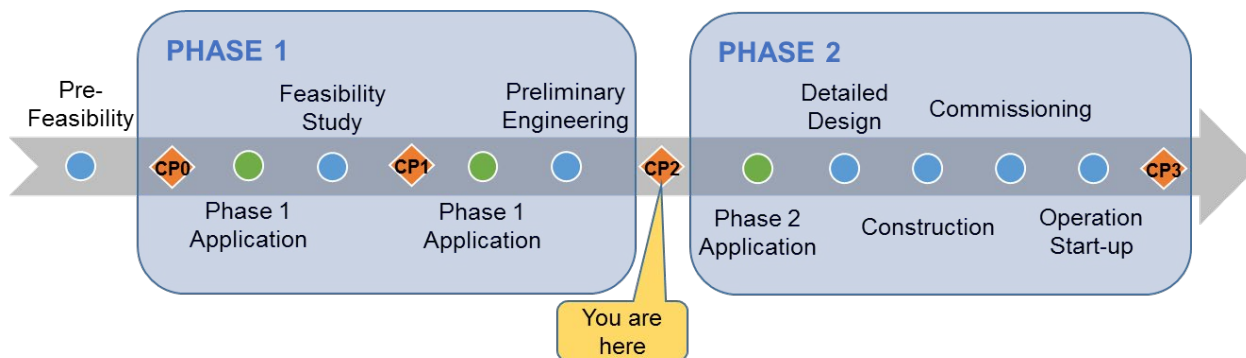 PHASE 1
PHASE 2
Pre-
Feasibility
Feasibility
Study
Preliminary
Engineering
Detailed
Design
Commissioning
CP0
CP1
CP2
CP3
Phase 1
Application
Phase 1
Application
Phase 2
Application
Construction
Operation
Start-up
You are
here